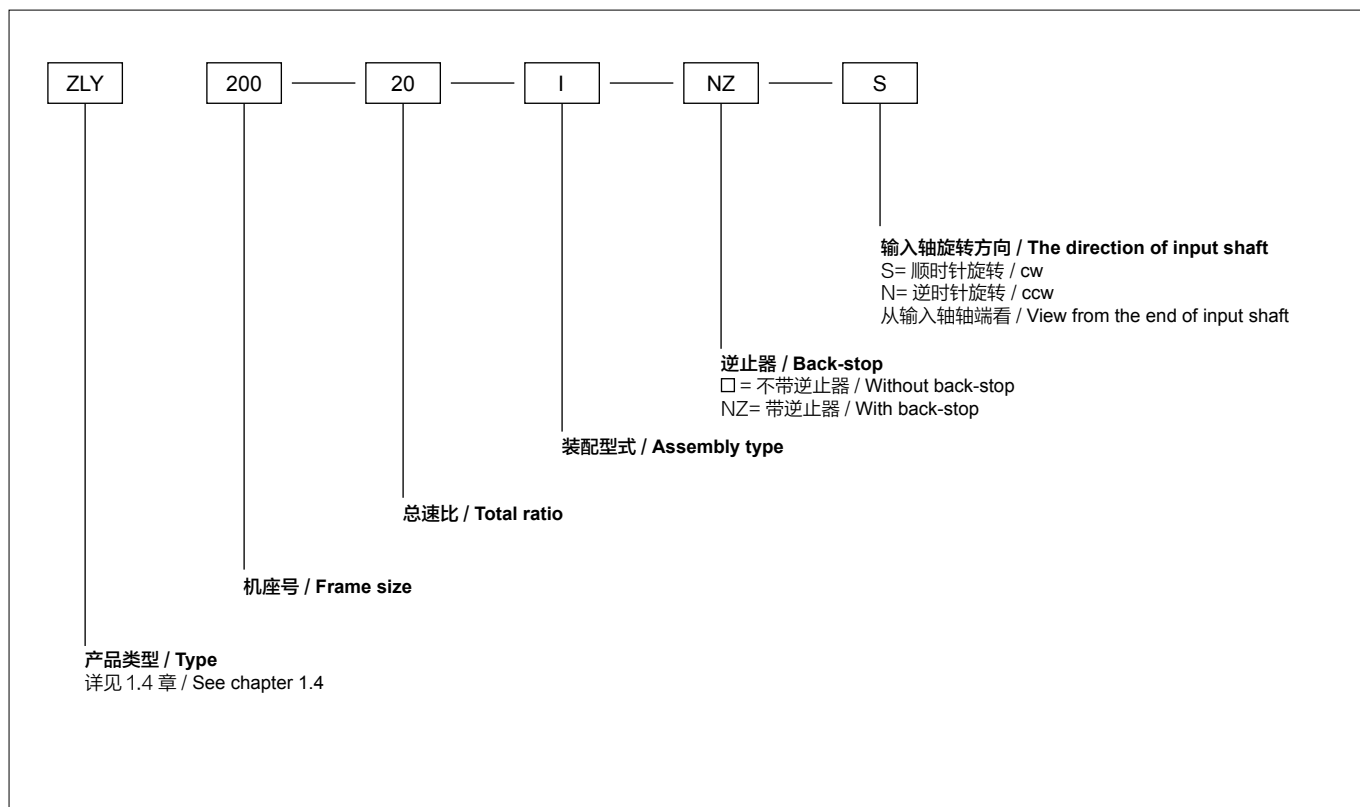 ZLY 200 20 I NZ S
输入轴旋转方向 / The direction of input shaft
S= 顺时针旋转 / cw
N= 逆时针旋转 / ccw
从输入轴轴端看 / View from the end of input shaft
逆止器 / Back-stop
□ = 不带逆止器 / Without back-stop
NZ= 带逆止器 / With back-stop
装配型式 / Assembly type
总速比 / Total ratio
机座号 / Frame size
产品类型 / Type
详见 1.4 章 / See chapter 1.4